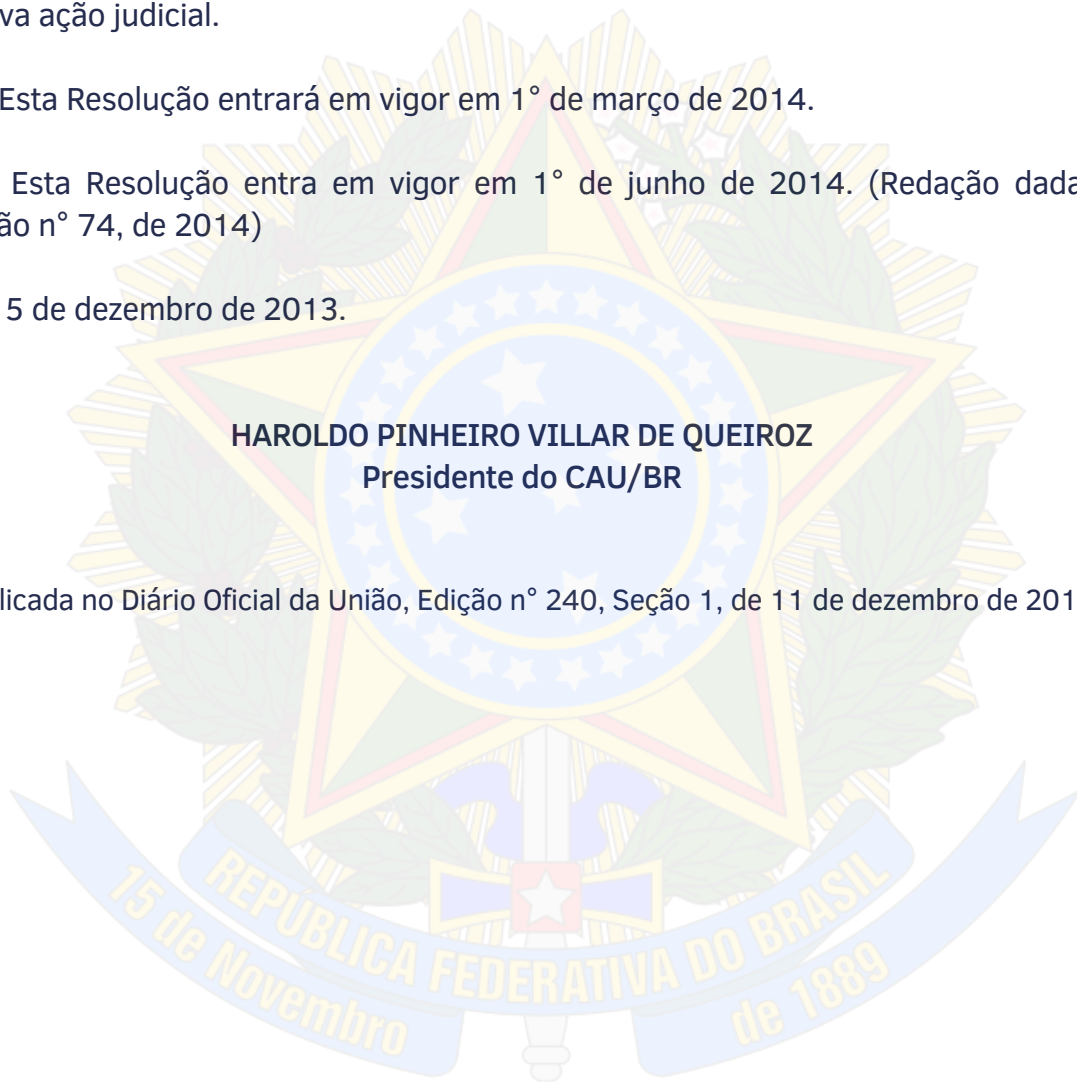 va ação judicial.
Esta Resolução entrará em vigor em 1° de março de 2014.
Esta Resolução entra em vigor em 1° de junho de 2014. (Redação dada
ão n° 74, de 2014)
5 de dezembro de 2013.
HAROLDO PINHEIRO VILLAR DE QUEIROZ
Presidente do CAU/BR
licada no Diário Oficial da União, Edição n° 240, Seção 1, de 11 de dezembro de 201
REPÚBLICA FEDERATIVA DO BRASIL
15 de Novembro
de 1889